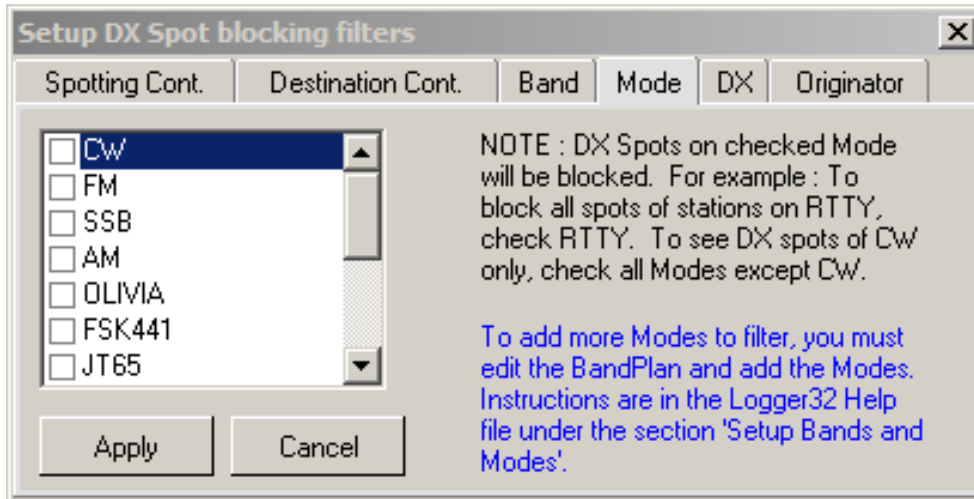 Setup DX Spot blocking filters
Spotting Cont. Destination Cont. Band Mode DX Originator
CW
FM
SSB
AM
OLIVIA
FSK441
JT65
Apply Cancel
NOTE : DX Spots on checked Mode
will be blocked. For example : To
block all spots of stations on RTTY,
check RTTY. To see DX spots of CW
only, check all Modes except CW.
To add more Modes to filter, you must
edit the BandPlan and add the Modes.
Instructions are in the Logger32 Help
file under the section 'Setup Bands and
Modes'.